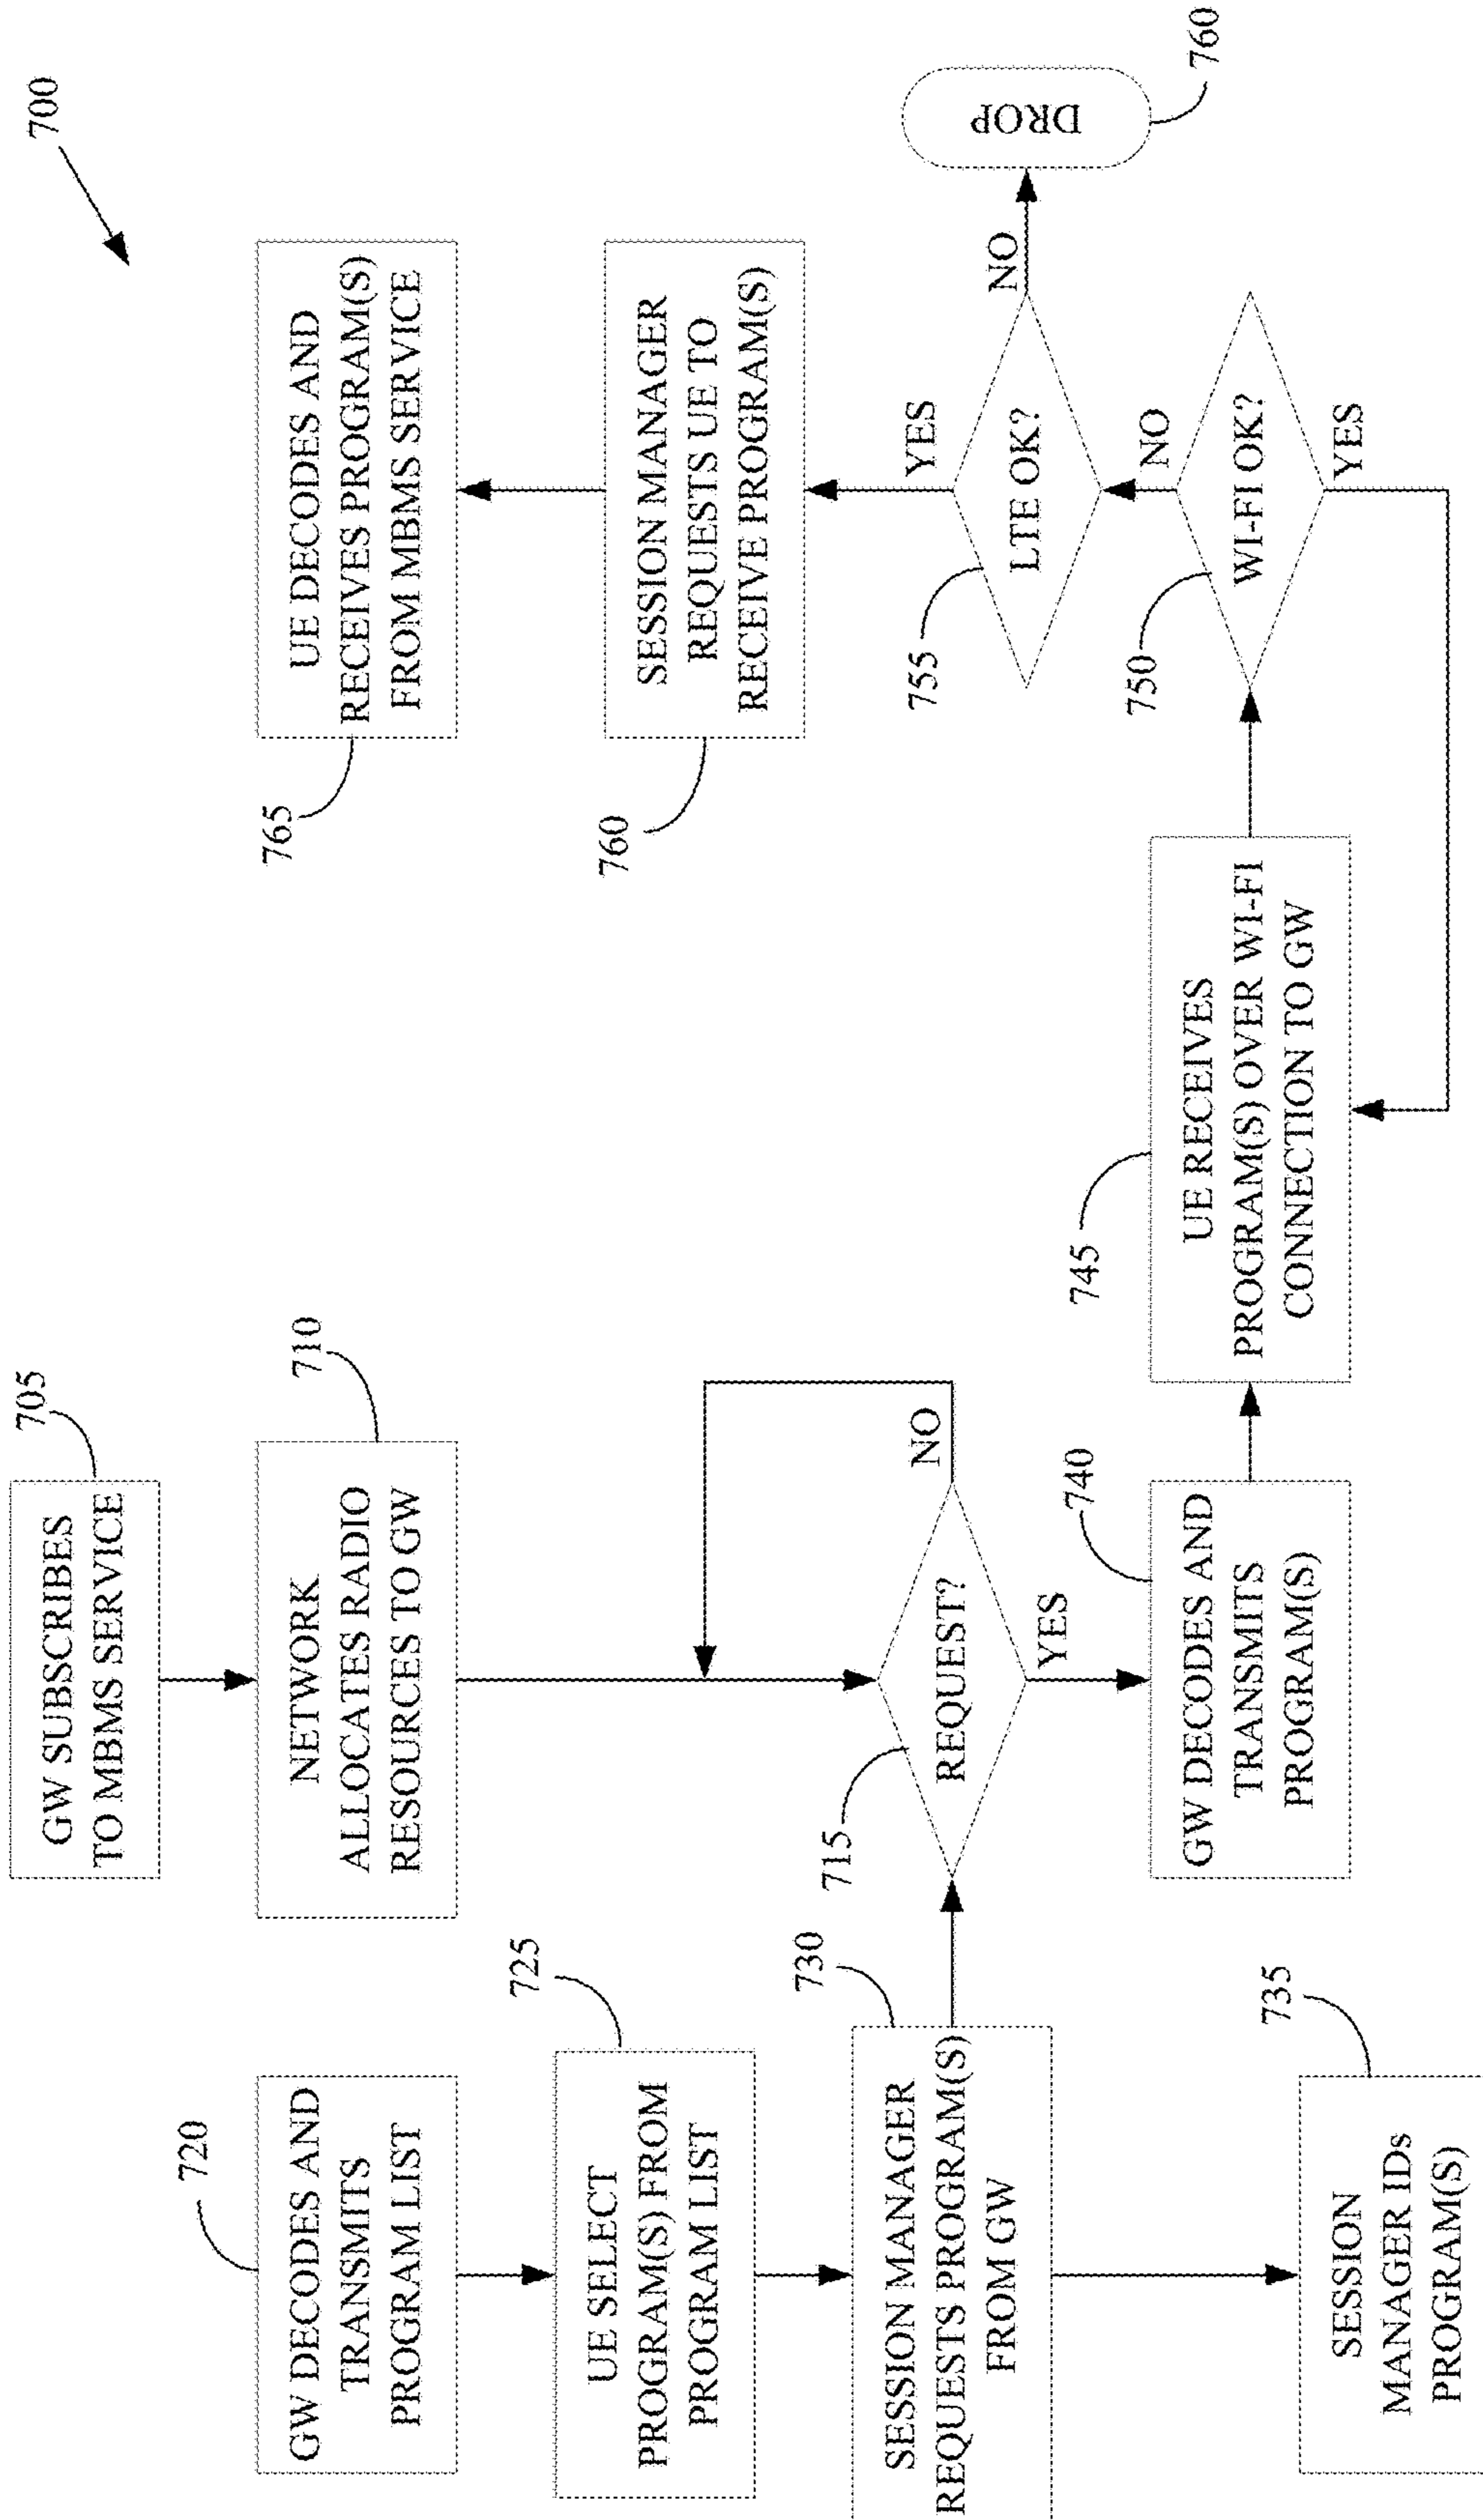 700
705
GW SUBSCRIBES
TO MBMS SERVICE
710
NETWORK
ALLOCATES RADIO
RESOURCES TO GW
715
REQUEST?
NO
YES
720
GW DECODES AND
TRANSMITS
PROGRAM LIST
725
UE SELECT
PROGRAM(S) FROM
PROGRAM LIST
730
SESSION MANAGER
REQUESTS PROGRAM(S)
FROM GW
735
SESSION
MANAGER IDs
PROGRAM(S)
740
GW DECODES AND
TRANSMITS
PROGRAM(S)
745
UE RECEIVES
PROGRAM(S) OVER WI-FI
CONNECTION TO GW
750
WI-FI OK?
YES
NO
755
LTE OK?
NO
YES
DROP
760
760
SESSION MANAGER
REQUESTS UE TO
RECEIVE PROGRAM(S)
765
UE DECODES AND
RECEIVES PROGRAM(S)
FROM MBMS SERVICE